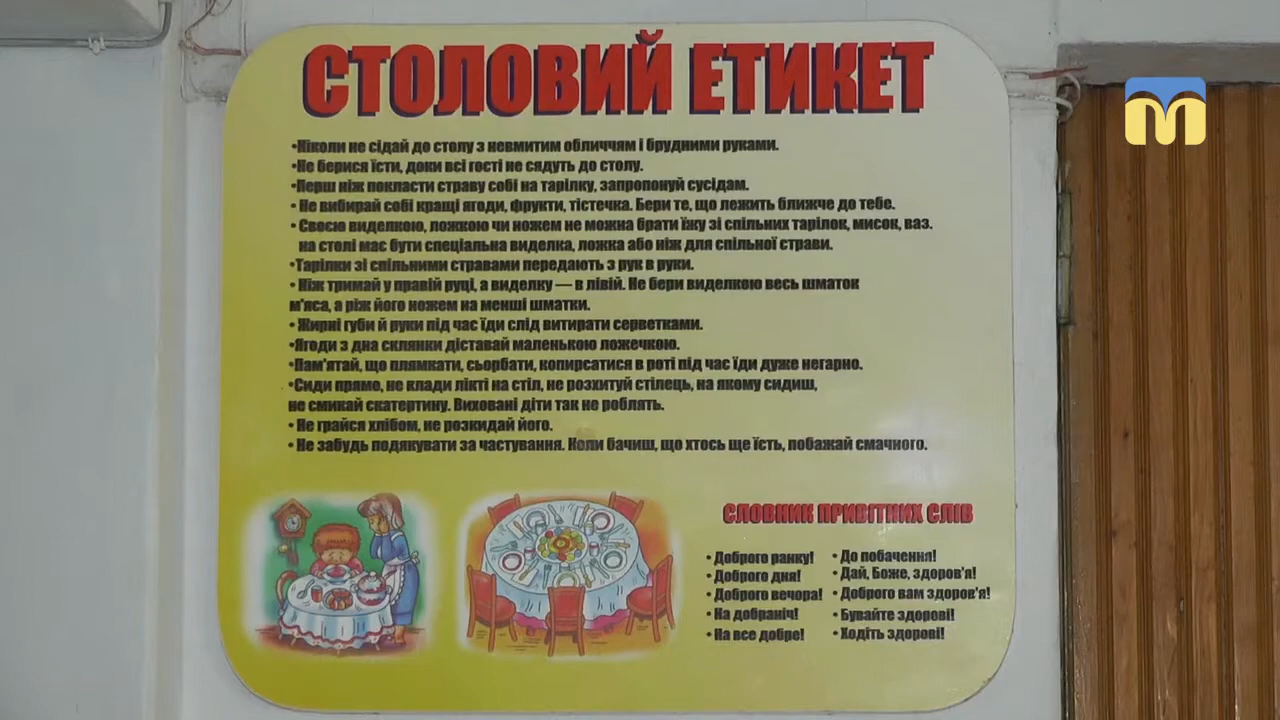 СТОЛОВИЙ ЕТИКЕТ
•Ніколи не сідай до столу з невмитим обличчям і брудними руками.
•Не берися їсти, доки всі гості не сядуть до столу.
•Перш ніж покласти страву собі на тарілку, запропонуй сусідам.
• Не вибирай собі кращі ягоди, фрукти, тістечка. Бери те, що лежить ближче до тебе.
• Своєю виделкою, ложкою чи ножем не можна брати їжу зі спільних тарілок, мисок, ваз.
на столі має бути спеціальна виделка, ложка або ніж для спільної страви.
•Тарілки зі спільними стравами передають з рук в руки.
• Ніж тримай у правій руці, а виделку — в лівій. Не бери виделкою весь шматок
м'яса, а ріж його ножем на менші шматки.
• Жирні губи й руки під час їди слід витирати серветками.
•Ягоди з дна склянки діставай маленькою ложечкою.
•Пам'ятай, що плямкати, сьорбати, копирсатися в роті під час їди дуже негарно.
•Сиди прямо, не клади лікті на стіл, не розхитуй стілець, на якому сидиш,
не смикай скатертину. Виховані діти так не роблять.
• Не грайся хлібом, не розкидай його.
• Не забудь подякувати за частування. Коли бачиш, що хтось ще їсть, побажай смачного.
СЛОВНИК ПРИВІТНИХ СЛІВ
• Доброго ранку!
• Доброго дня!
• Доброго вечора!
• На добраніч!
• На все добре!
• До побачення!
• Дай, Боже, здоров'я!
• Доброго вам здоров'я!
• Бувайте здорові!
• Ходіть здорові!